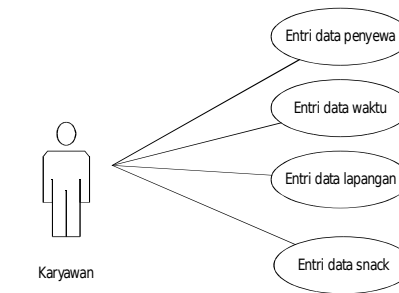 Entri data penyewa
Entri data waktu
Entri data lapangan
Entri data snack
Karyawan